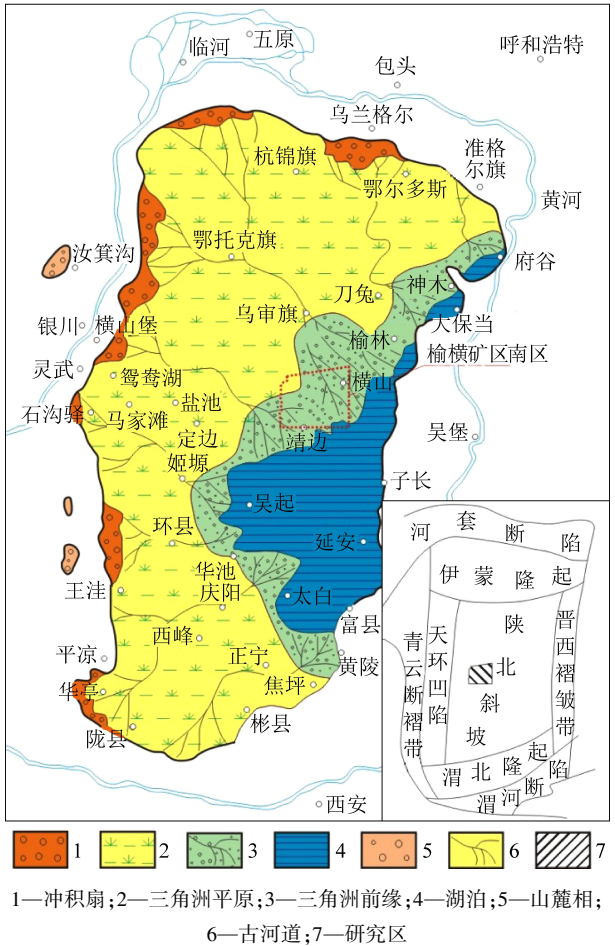 临河
五原
呼和浩特
包头
乌兰格尔
杭锦旗
准格
尔旗
鄂尔多斯
黄河
鄂托克旗
府谷
汝箕沟
神木
刀兔
乌审旗
大保当
银川
横山堡
榆林
榆横矿区南区
灵武
鸳鸯湖
横山
石沟驿
马家滩
盐池
定边
靖边
吴堡
姬塬
子长
吴起
环县
延安
华池
王洼
庆阳
太白
富县
西峰
平凉
正宁
黄陵
华亭
焦坪
彬县
陇县
西安
河套断陷
伊蒙隆起
陕北斜坡
晋西褶皱带
天环凹陷
青云断褶带
渭北隆起
渭河断陷
1
2
3
4
5
6
7
1—冲积扇;2—三角洲平原;3—三角洲前缘;4—湖泊;5—山麓相;
6—古河道;7—研究区